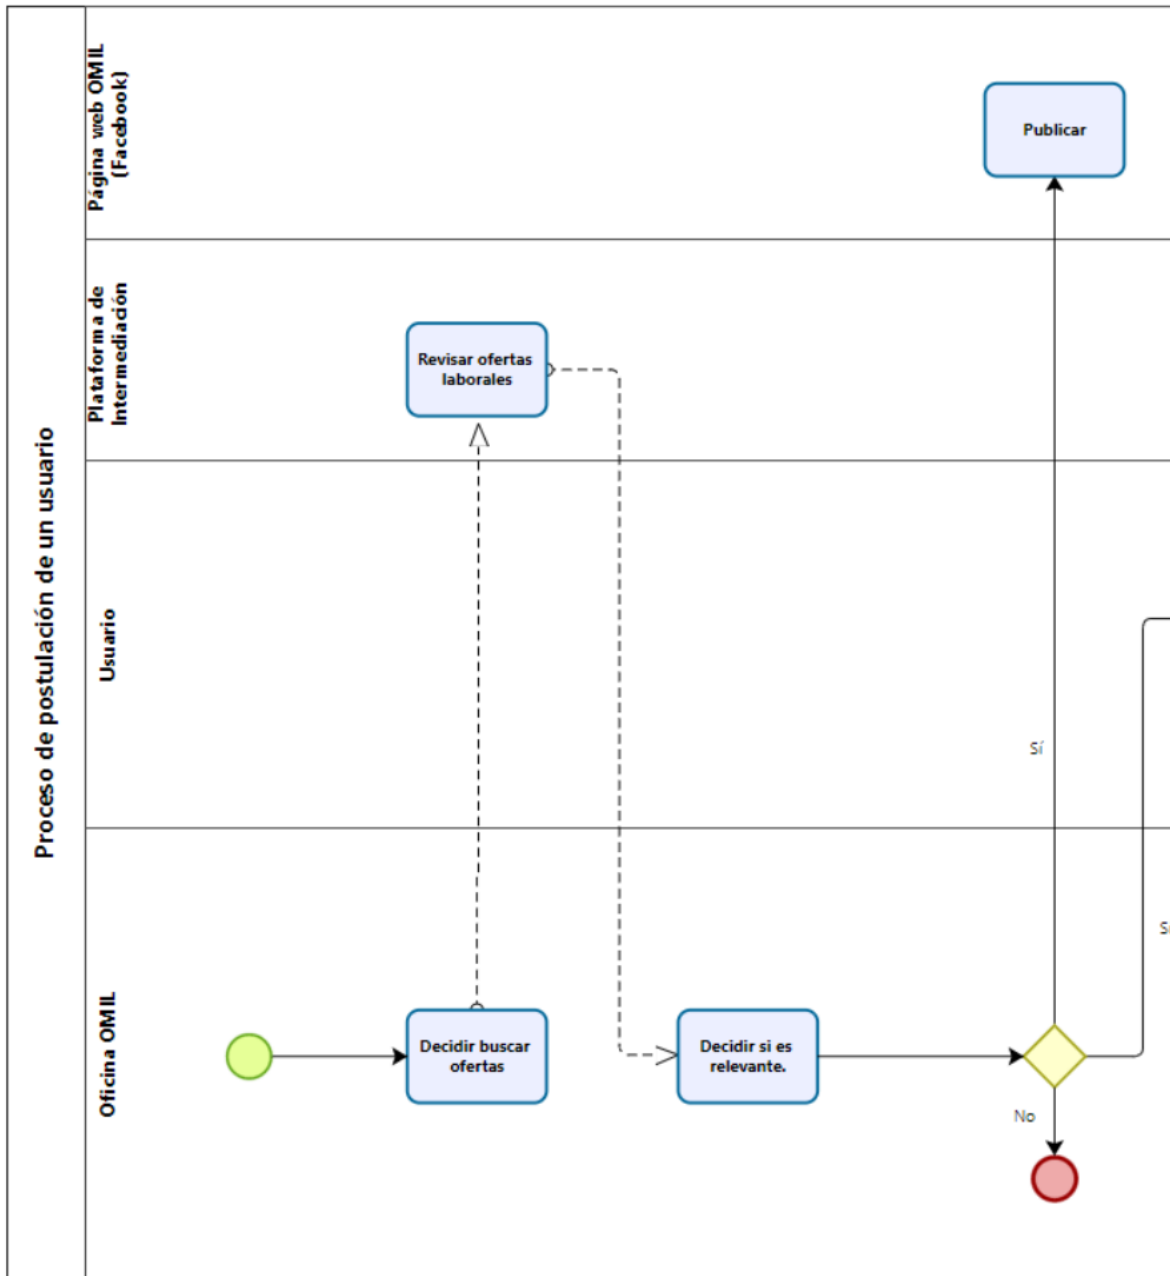 Proceso de postulación de un usuario
Página web OMIL
(Facebook)
Publicar
Plataforma de
Intermediación
Revisar ofertas
laborales
Usuario
Sí
Oficina OMIL
Decidir buscar
ofertas
Decidir si es
relevante.
No